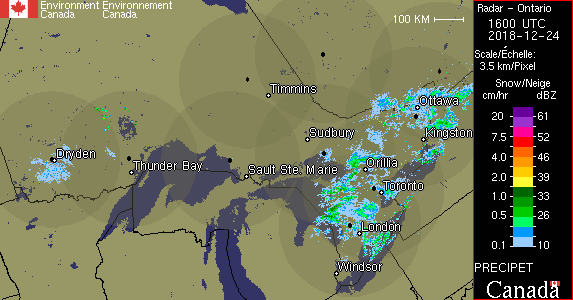 Environment Environnement
Canada Canada
100 KM
Timmins
Ottawa
Sudbury
Kingston
Dryden
Thunder Bay
Sault Ste. Marie
Orillia
Toronto
London
Windsor
Radar - Ontario
1600 UTC
2018-12-24
Scale/Échelle:
3.5 km/Pixel
Snow/Neige
cm/hr dBZ
20 61
7.5 52
4.0 46
2.0 39
1.0 33
0.5 26
0.1 10
PRECIPET
Canada